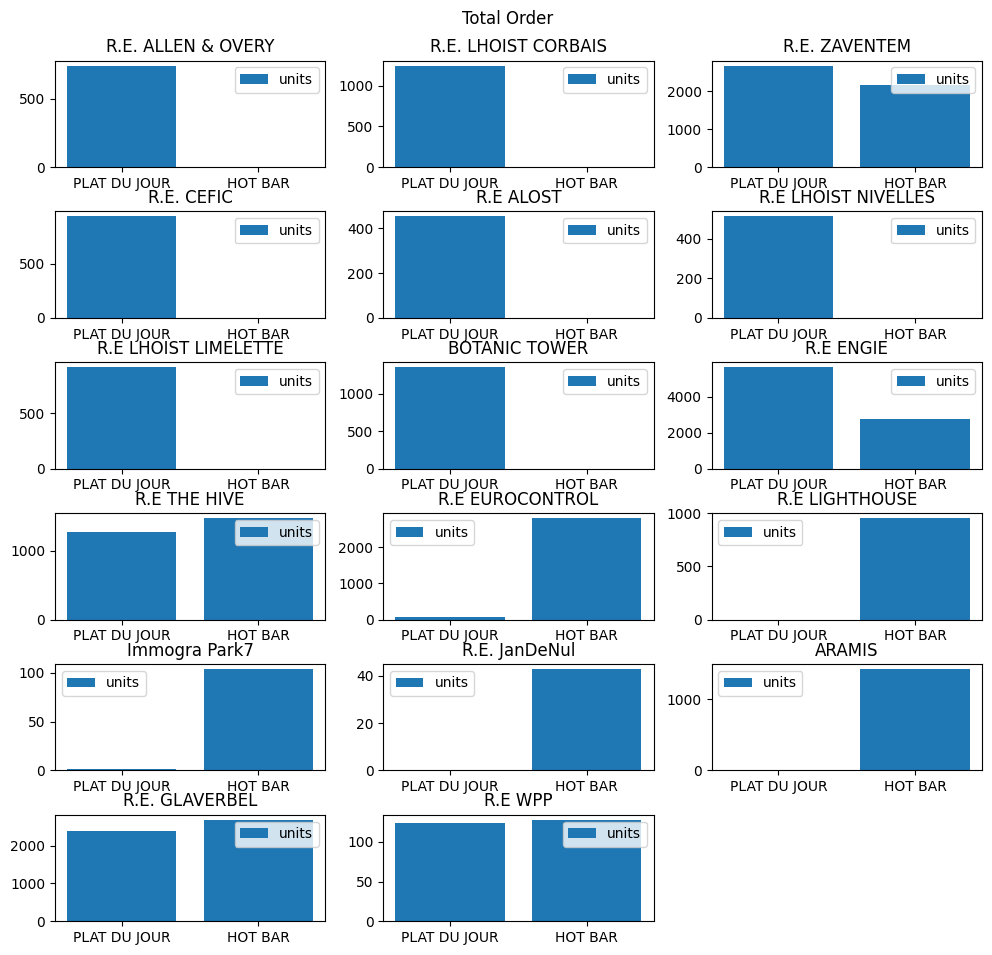 Total Order
R.E. ALLEN & OVERY
500
0
units
PLAT DU JOUR
HOT BAR
R.E. LHOIST CORBAIS
1000
500
0
units
PLAT DU JOUR
HOT BAR
R.E. ZAVENTEM
2000
1000
0
units
PLAT DU JOUR
HOT BAR
R.E. CEFIC
500
0
units
PLAT DU JOUR
HOT BAR
R.E ALOST
400
200
0
units
PLAT DU JOUR
HOT BAR
R.E LHOIST NIVELLES
400
200
0
units
PLAT DU JOUR
HOT BAR
R.E LHOIST LIMELETTE
500
0
units
PLAT DU JOUR
HOT BAR
BOTANIC TOWER
1000
500
0
units
PLAT DU JOUR
HOT BAR
R.E ENGIE
4000
2000
0
units
PLAT DU JOUR
HOT BAR
R.E THE HIVE
1000
0
units
PLAT DU JOUR
HOT BAR
R.E EUROCONTROL
2000
1000
0
units
PLAT DU JOUR
HOT BAR
R.E LIGHTHOUSE
1000
500
0
units
PLAT DU JOUR
HOT BAR
Immogra Park7
100
50
0
units
PLAT DU JOUR
HOT BAR
R.E. JanDeNul
40
20
0
units
PLAT DU JOUR
HOT BAR
ARAMIS
1000
0
units
PLAT DU JOUR
HOT BAR
R.E. GLAVERBEL
2000
1000
0
units
PLAT DU JOUR
HOT BAR
R.E WPP
100
50
0
units
PLAT DU JOUR
HOT BAR